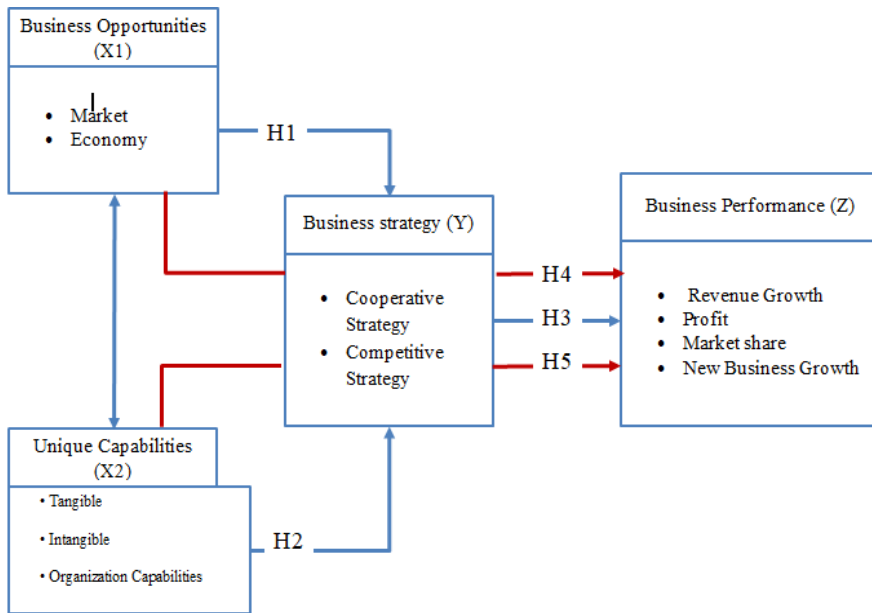 Business Opportunities
(X1)
• Market
• Economy
H1
Business strategy (Y)
• Cooperative
Strategy
• Competitive
Strategy
H4
H3
H5
Business Performance (Z)
• Revenue Growth
• Profit
• Market share
• New Business Growth
Unique Capabilities
(X2)
• Tangible
• Intangible
• Organization Capabilities
H2